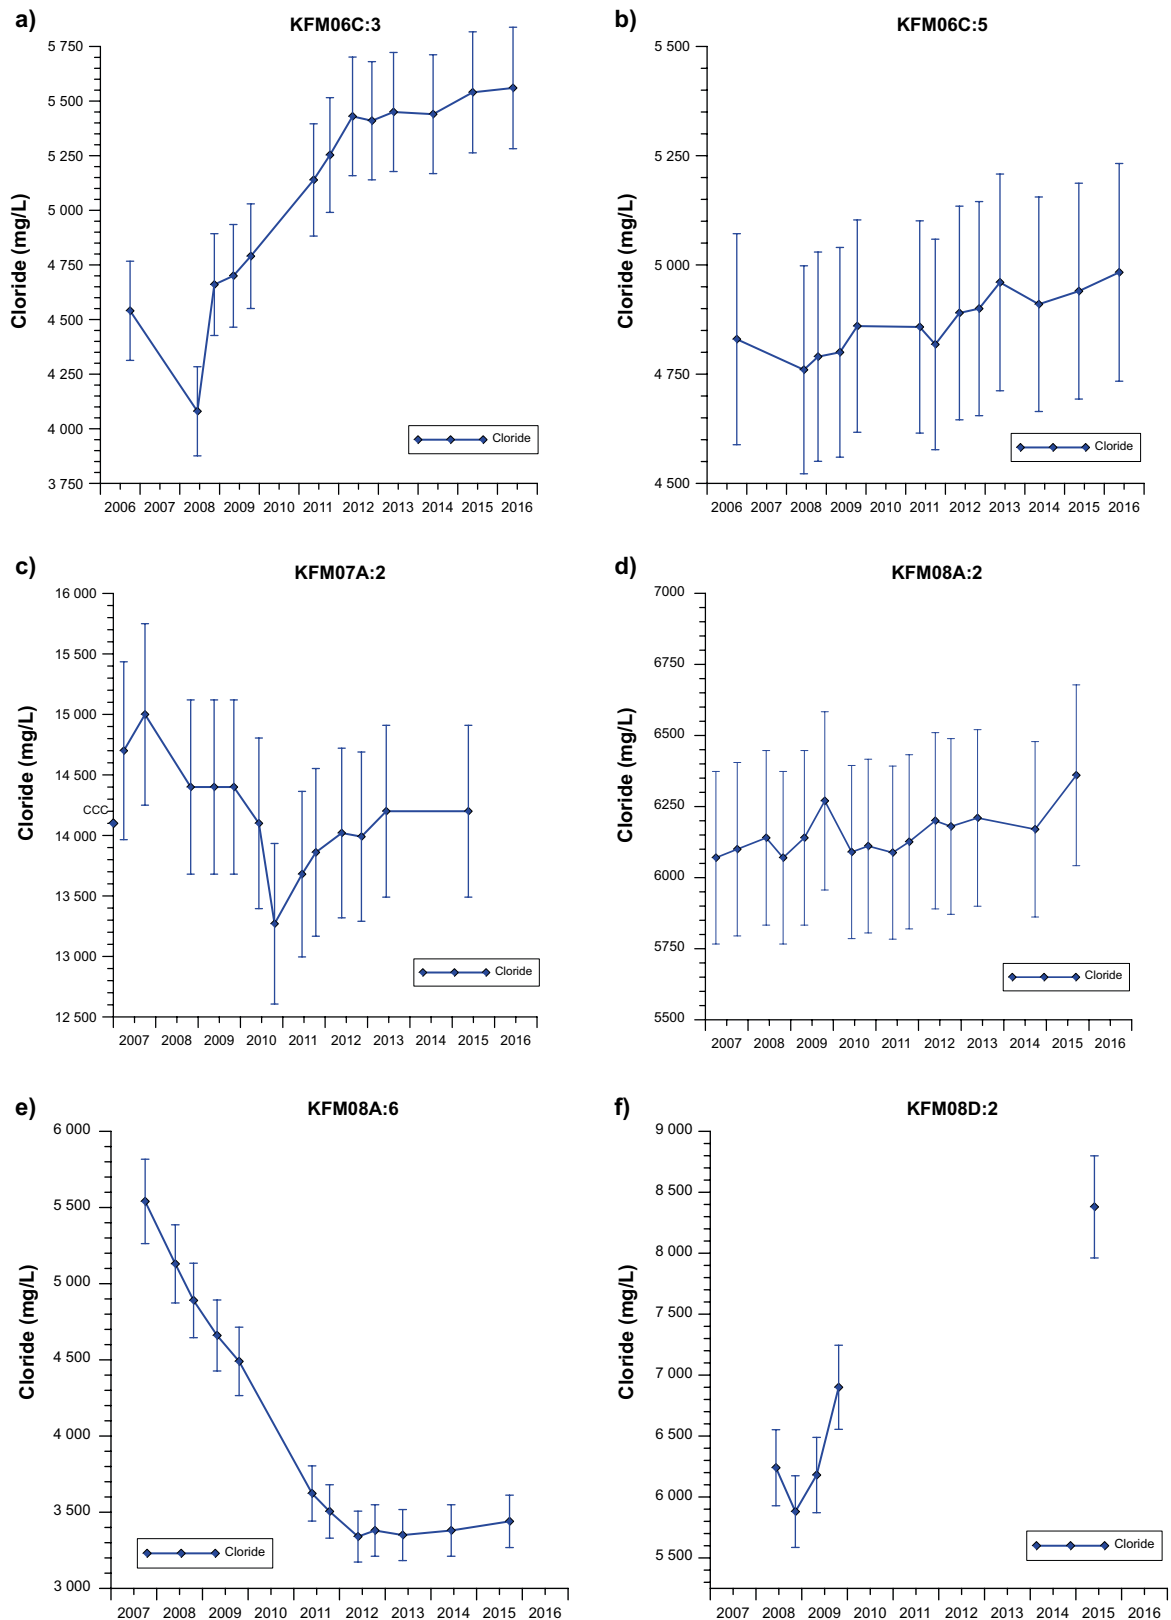 a)
KFM06C:3
Cloride (mg/L)
5 750
5 500
5 250
5 000
4 750
4 500
4 250
4 000
3 750
Cloride
2006 2007 2008 2009 2010 2011 2012 2013 2014 2015 2016
b)
KFM06C:5
Cloride (mg/L)
5 500
5 250
5 000
4 750
4 500
Cloride
2006 2007 2008 2009 2010 2011 2012 2013 2014 2015 2016
c)
KFM07A:2
Cloride (mg/L)
16 000
15 500
15 000
14 500
CCC
14 000
13 500
13 000
12 500
Cloride
2007 2008 2009 2010 2011 2012 2013 2014 2015 2016
d)
KFM08A:2
Cloride (mg/L)
7000
6750
6500
6250
6000
5750
5500
Cloride
2007 2008 2009 2010 2011 2012 2013 2014 2015 2016
e)
KFM08A:6
Cloride (mg/L)
6 000
5 500
5 000
4 500
4 000
3 500
3 000
Cloride
2007 2008 2009 2010 2011 2012 2013 2014 2015 2016
f)
KFM08D:2
Cloride (mg/L)
9 000
8 500
8 000
7 500
7 000
6 500
6 000
5 500
Cloride
2007 2008 2009 2010 2011 2012 2013 2014 2015 2016